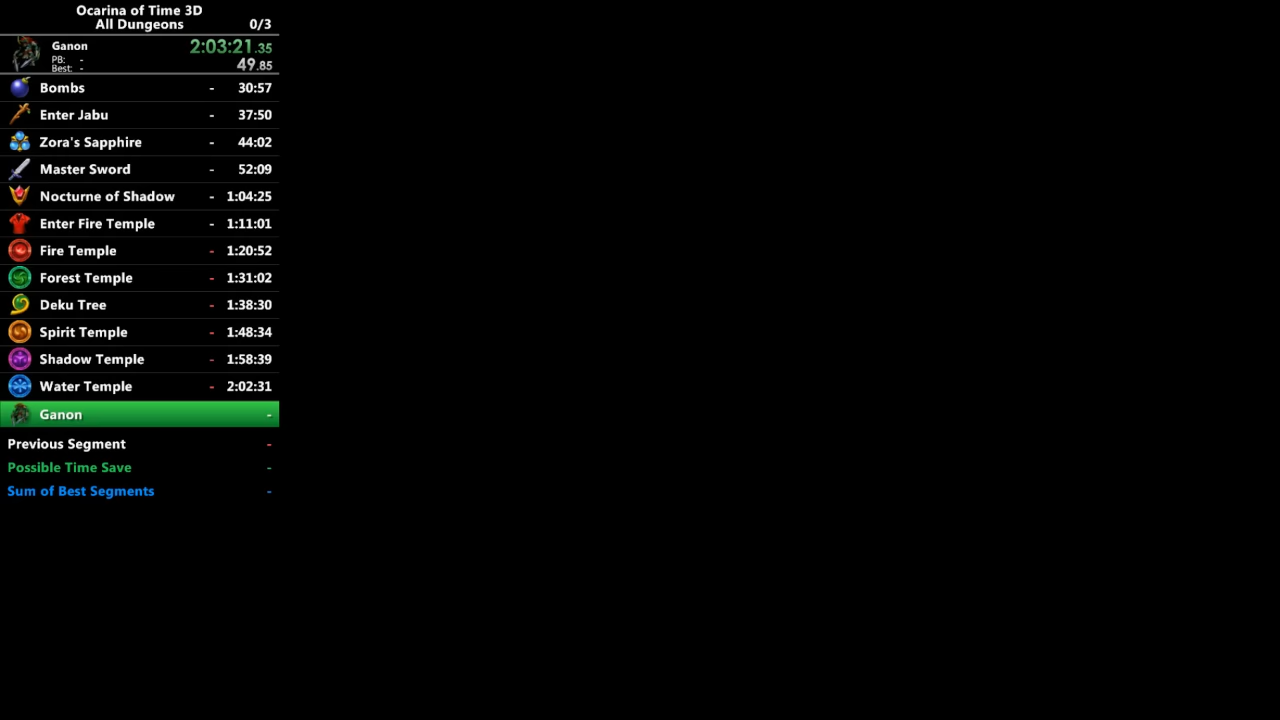 Ocarina of Time 3D
All Dungeons 0/3
Ganon 2:03:21.35
PB: -
Best: - 49.85
Bombs - 30:57
Enter Jabu - 37:50
Zora's Sapphire - 44:02
Master Sword - 52:09
Nocturne of Shadow - 1:04:25
Enter Fire Temple - 1:11:01
Fire Temple - 1:20:52
Forest Temple - 1:31:02
Deku Tree - 1:38:30
Spirit Temple - 1:48:34
Shadow Temple - 1:58:39
Water Temple - 2:02:31
Ganon -
Previous Segment -
Possible Time Save -
Sum of Best Segments -